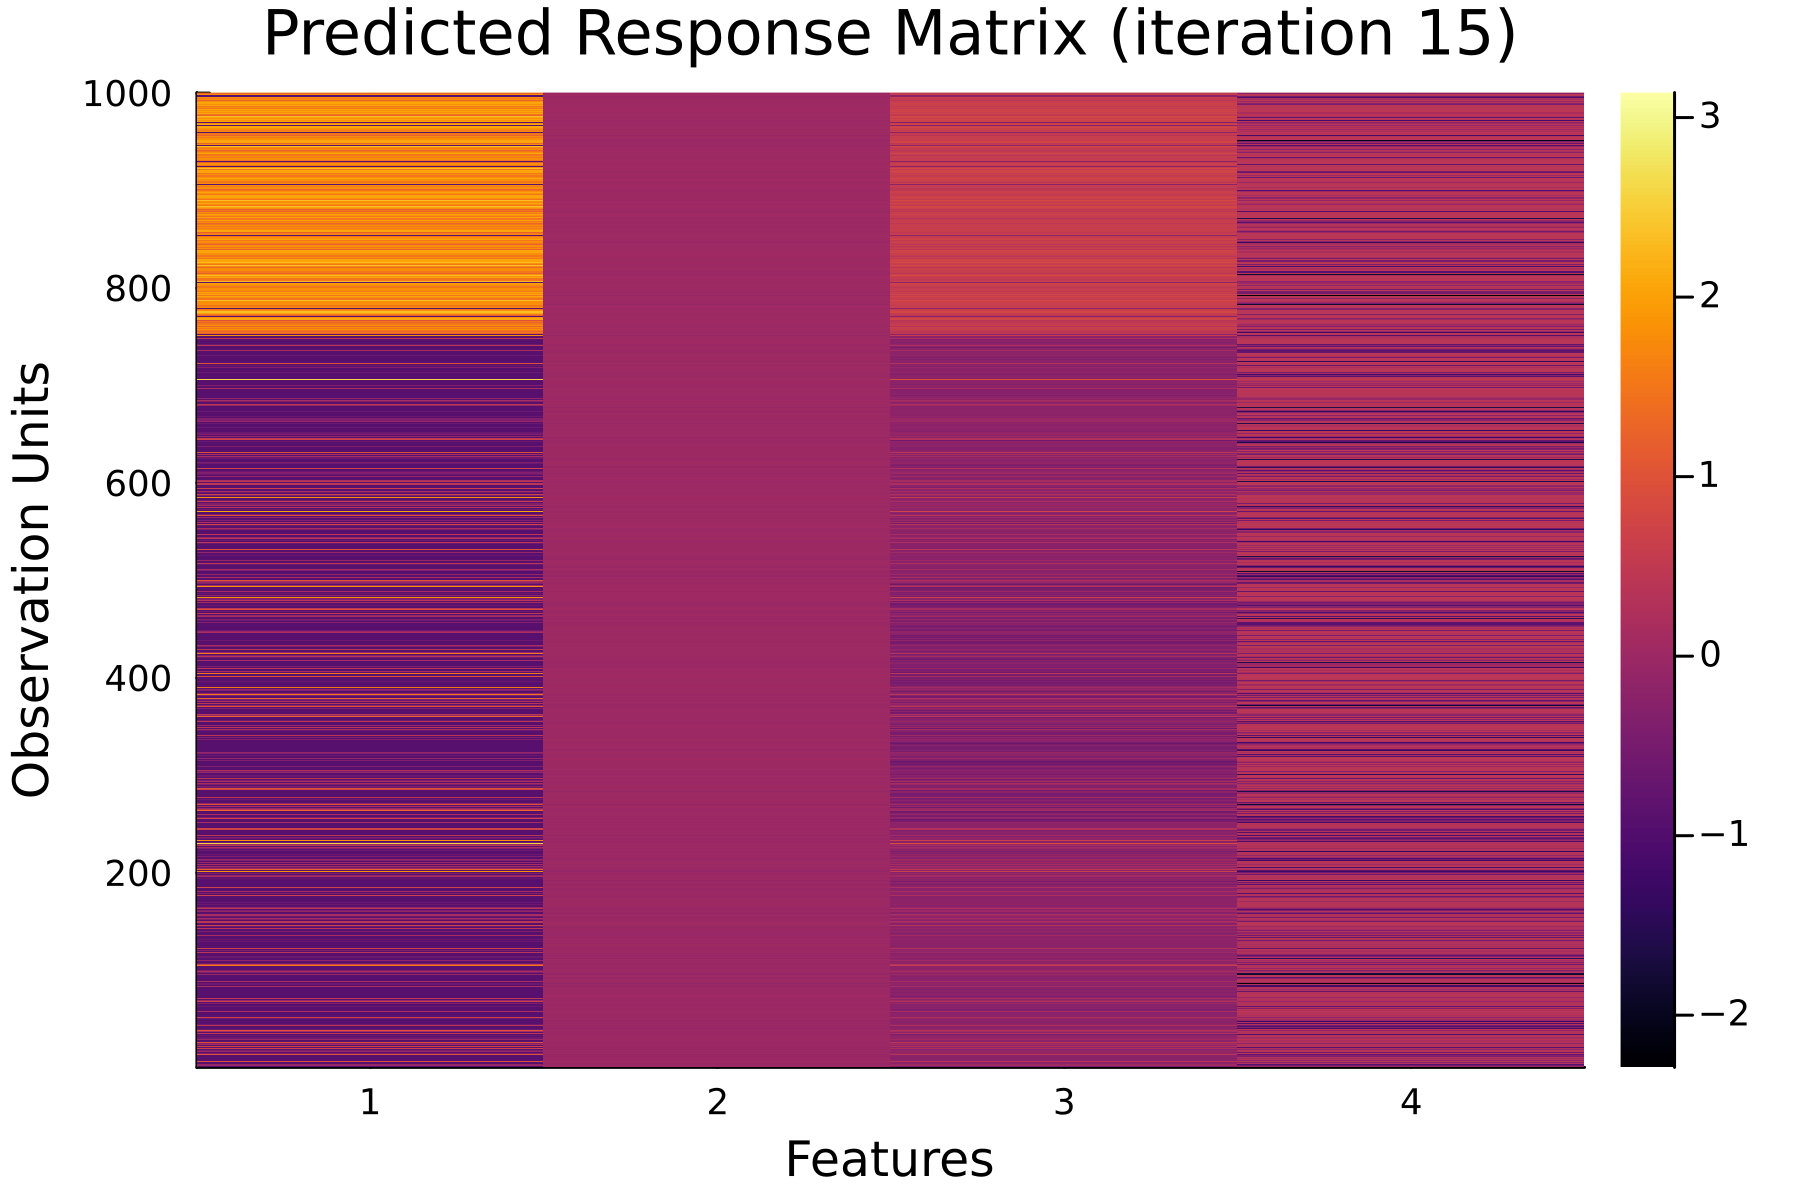 Predicted Response Matrix (iteration 15)
1000
800
600
400
200
Observation Units
1 2 3 4
Features
3
2
1
0
−1
−2